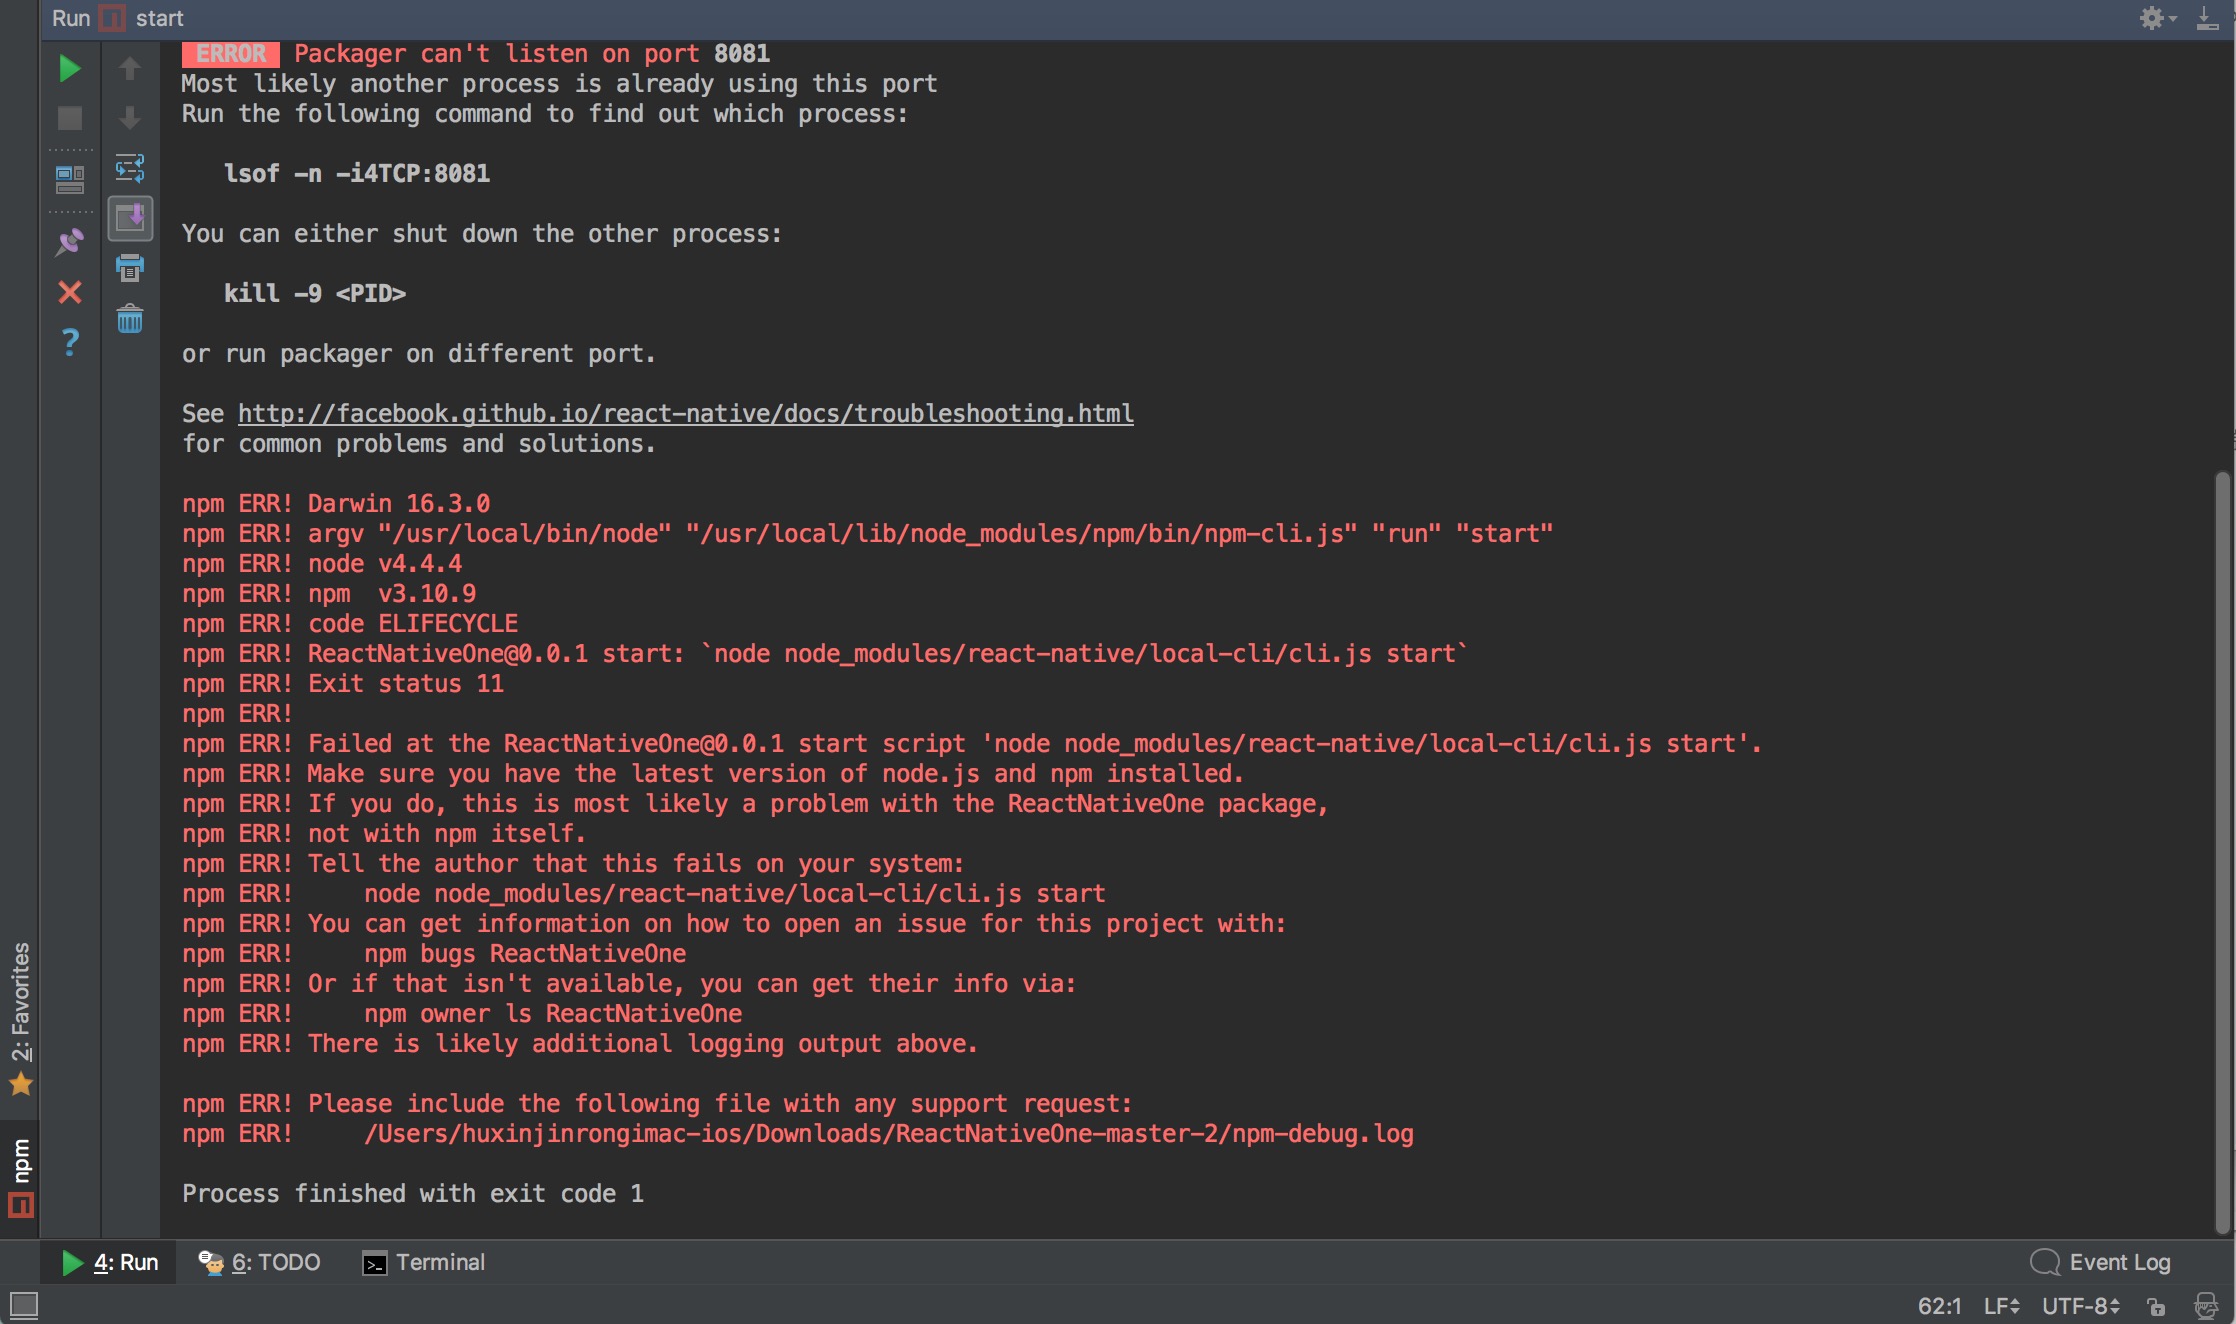 Run start
ERROR Packager can't listen on port 8081
Most likely another process is already using this port
Run the following command to find out which process:
lsof -n -i4TCP:8081
You can either shut down the other process:
kill -9 <PID>
or run packager on different port.
See http://facebook.github.io/react-native/docs/troubleshooting.html
for common problems and solutions.
npm ERR! Darwin 16.3.0
npm ERR! argv "/usr/local/bin/node" "/usr/local/lib/node_modules/npm/bin/npm-cli.js" "run" "start"
npm ERR! node v4.4.4
npm ERR! npm  v3.10.9
npm ERR! code ELIFECYCLE
npm ERR! ReactNativeOne@0.0.1 start: `node node_modules/react-native/local-cli/cli.js start`
npm ERR! Exit status 11
npm ERR!
npm ERR! Failed at the ReactNativeOne@0.0.1 start script 'node node_modules/react-native/local-cli/cli.js start'.
npm ERR! Make sure you have the latest version of node.js and npm installed.
npm ERR! If you do, this is most likely a problem with the ReactNativeOne package,
npm ERR! not with npm itself.
npm ERR! Tell the author that this fails on your system:
npm ERR!     node node_modules/react-native/local-cli/cli.js start
npm ERR! You can get information on how to open an issue for this project with:
npm ERR!     npm bugs ReactNativeOne
npm ERR! Or if that isn't available, you can get their info via:
npm ERR!     npm owner ls ReactNativeOne
npm ERR! There is likely additional logging output above.
npm ERR! Please include the following file with any support request:
npm ERR!     /Users/huxinjinrongimac-ios/Downloads/ReactNativeOne-master-2/npm-debug.log
Process finished with exit code 1
2: Favorites
npm
4: Run
6: TODO
Terminal
Event Log
62:1
LF
UTF-8